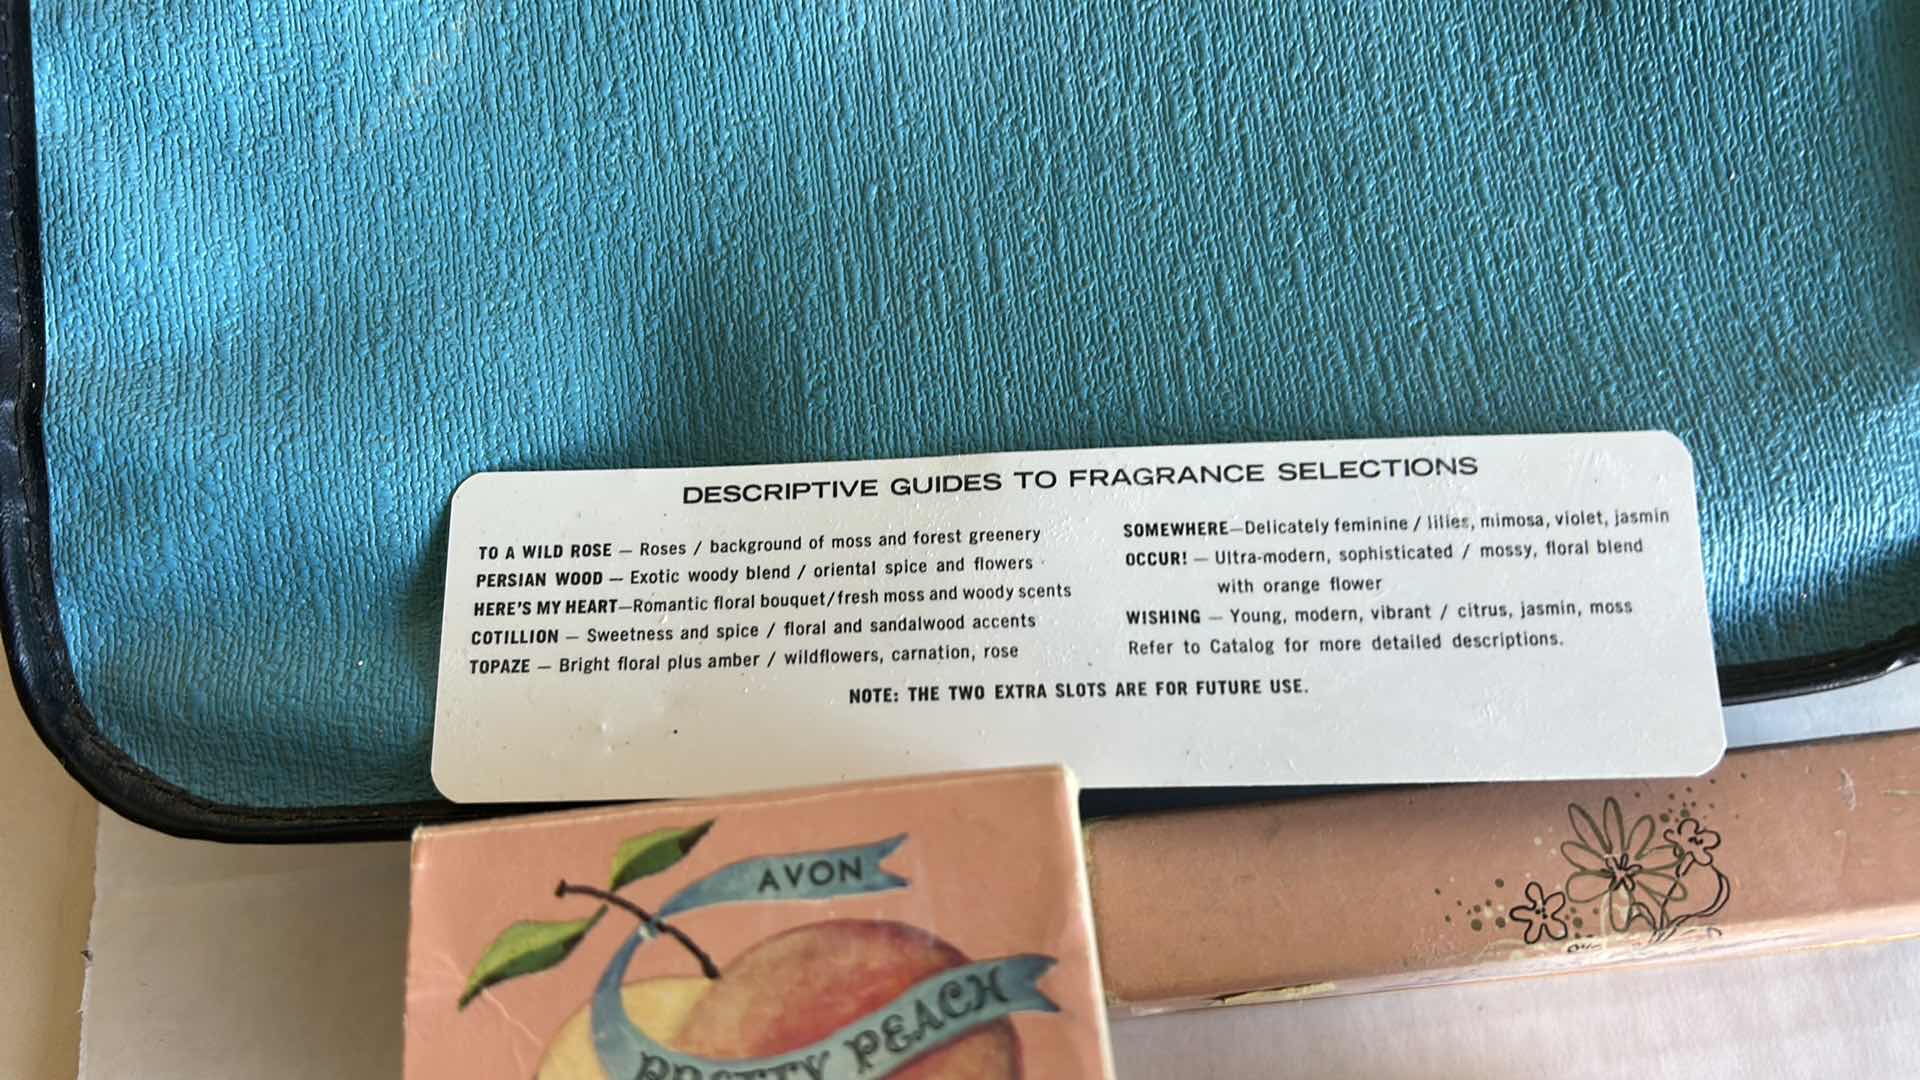 DESCRIPTIVE GUIDES TO FRAGRANCE SELECTIONS
TO A WILD ROSE — Roses / background of moss and forest greenery
PERSIAN WOOD — Exotic woody blend / oriental spice and flowers
HERE'S MY HEART—Romantic floral bouquet/fresh moss and woody scents
COTILLION — Sweetness and spice / floral and sandalwood accents
TOPAZE — Bright floral plus amber / wildflowers, carnation, rose
SOMEWHERE—Delicately feminine / lilies, mimosa, violet, jasmin
OCCUR! — Ultra-modern, sophisticated / mossy, floral blend
with orange flower
WISHING — Young, modern, vibrant / citrus, jasmin, moss
Refer to Catalog for more detailed descriptions.
NOTE: THE TWO EXTRA SLOTS ARE FOR FUTURE USE.
AVON
PRETTY PEACH